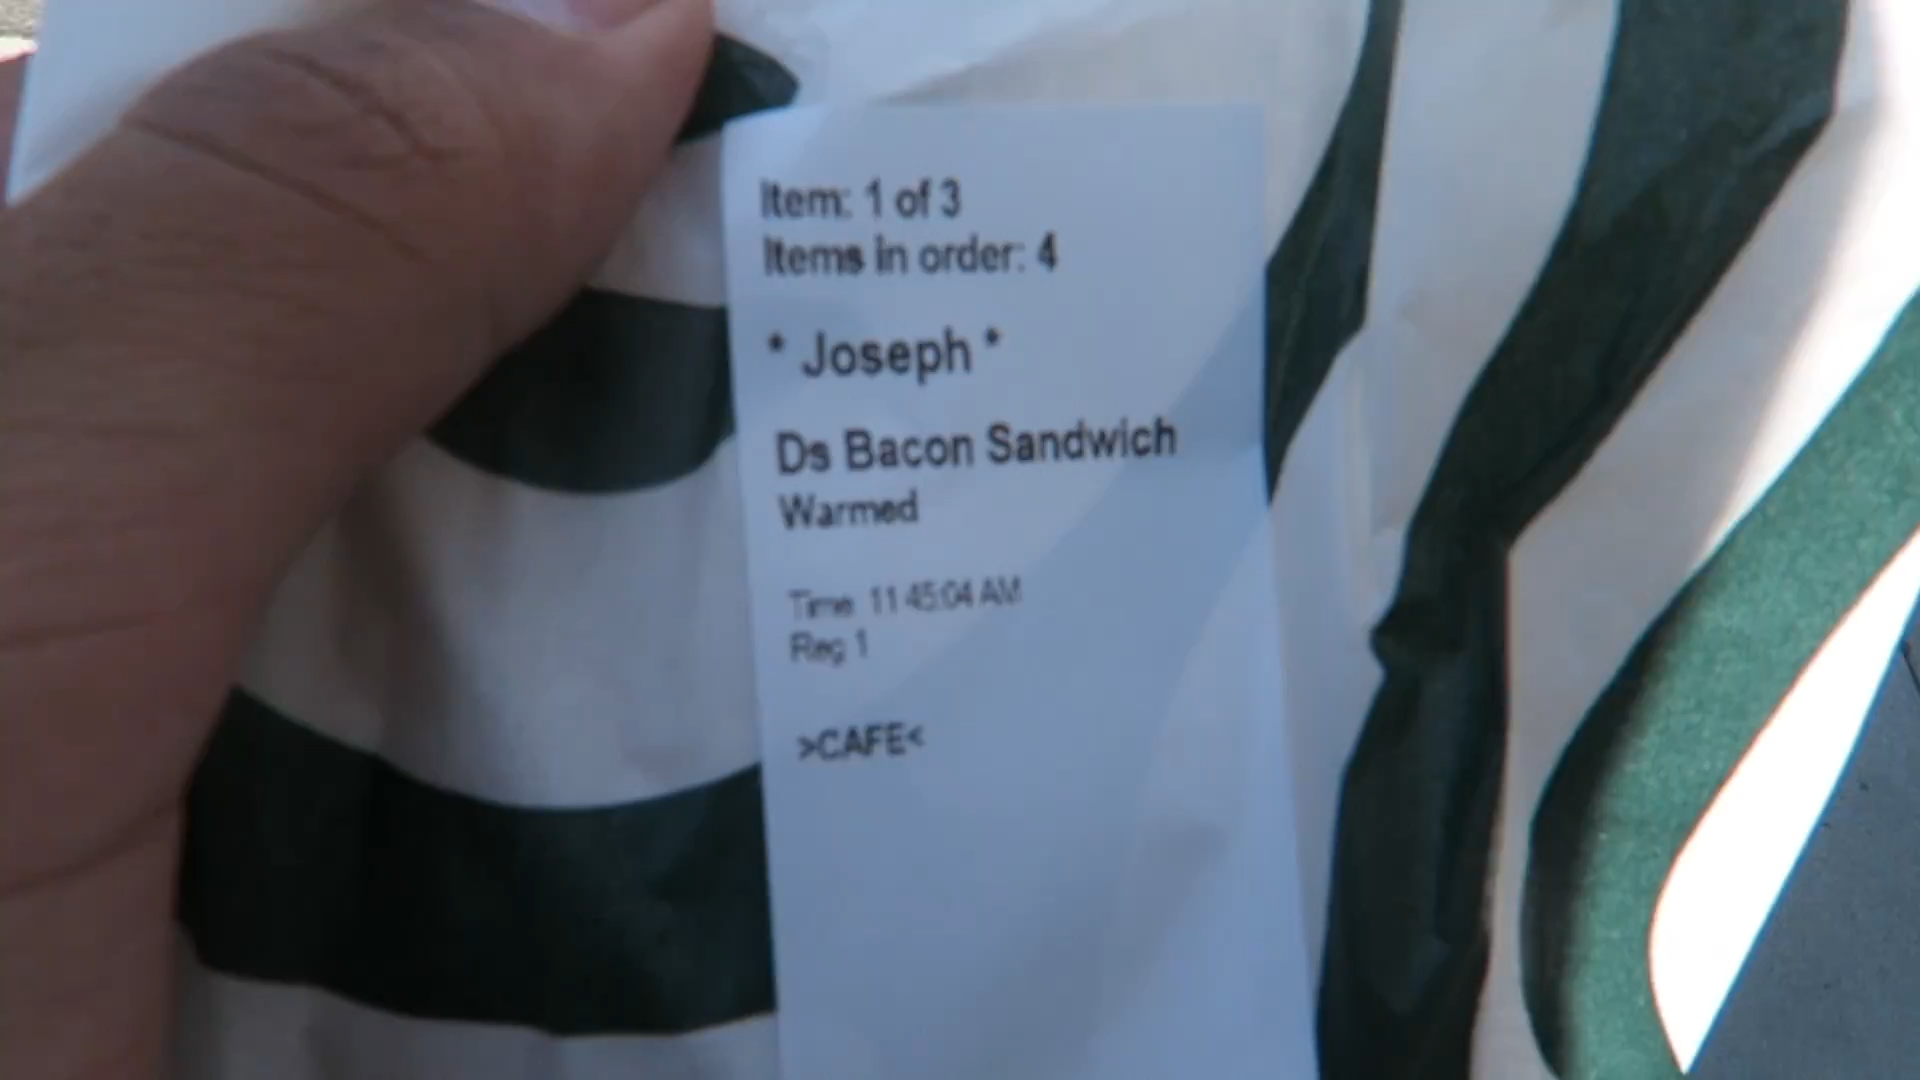 Item: 1 of 3
Items in order: 4
* Joseph *
Ds Bacon Sandwich
Warmed
Time 11:45:04 AM
Reg 1
>CAFE<